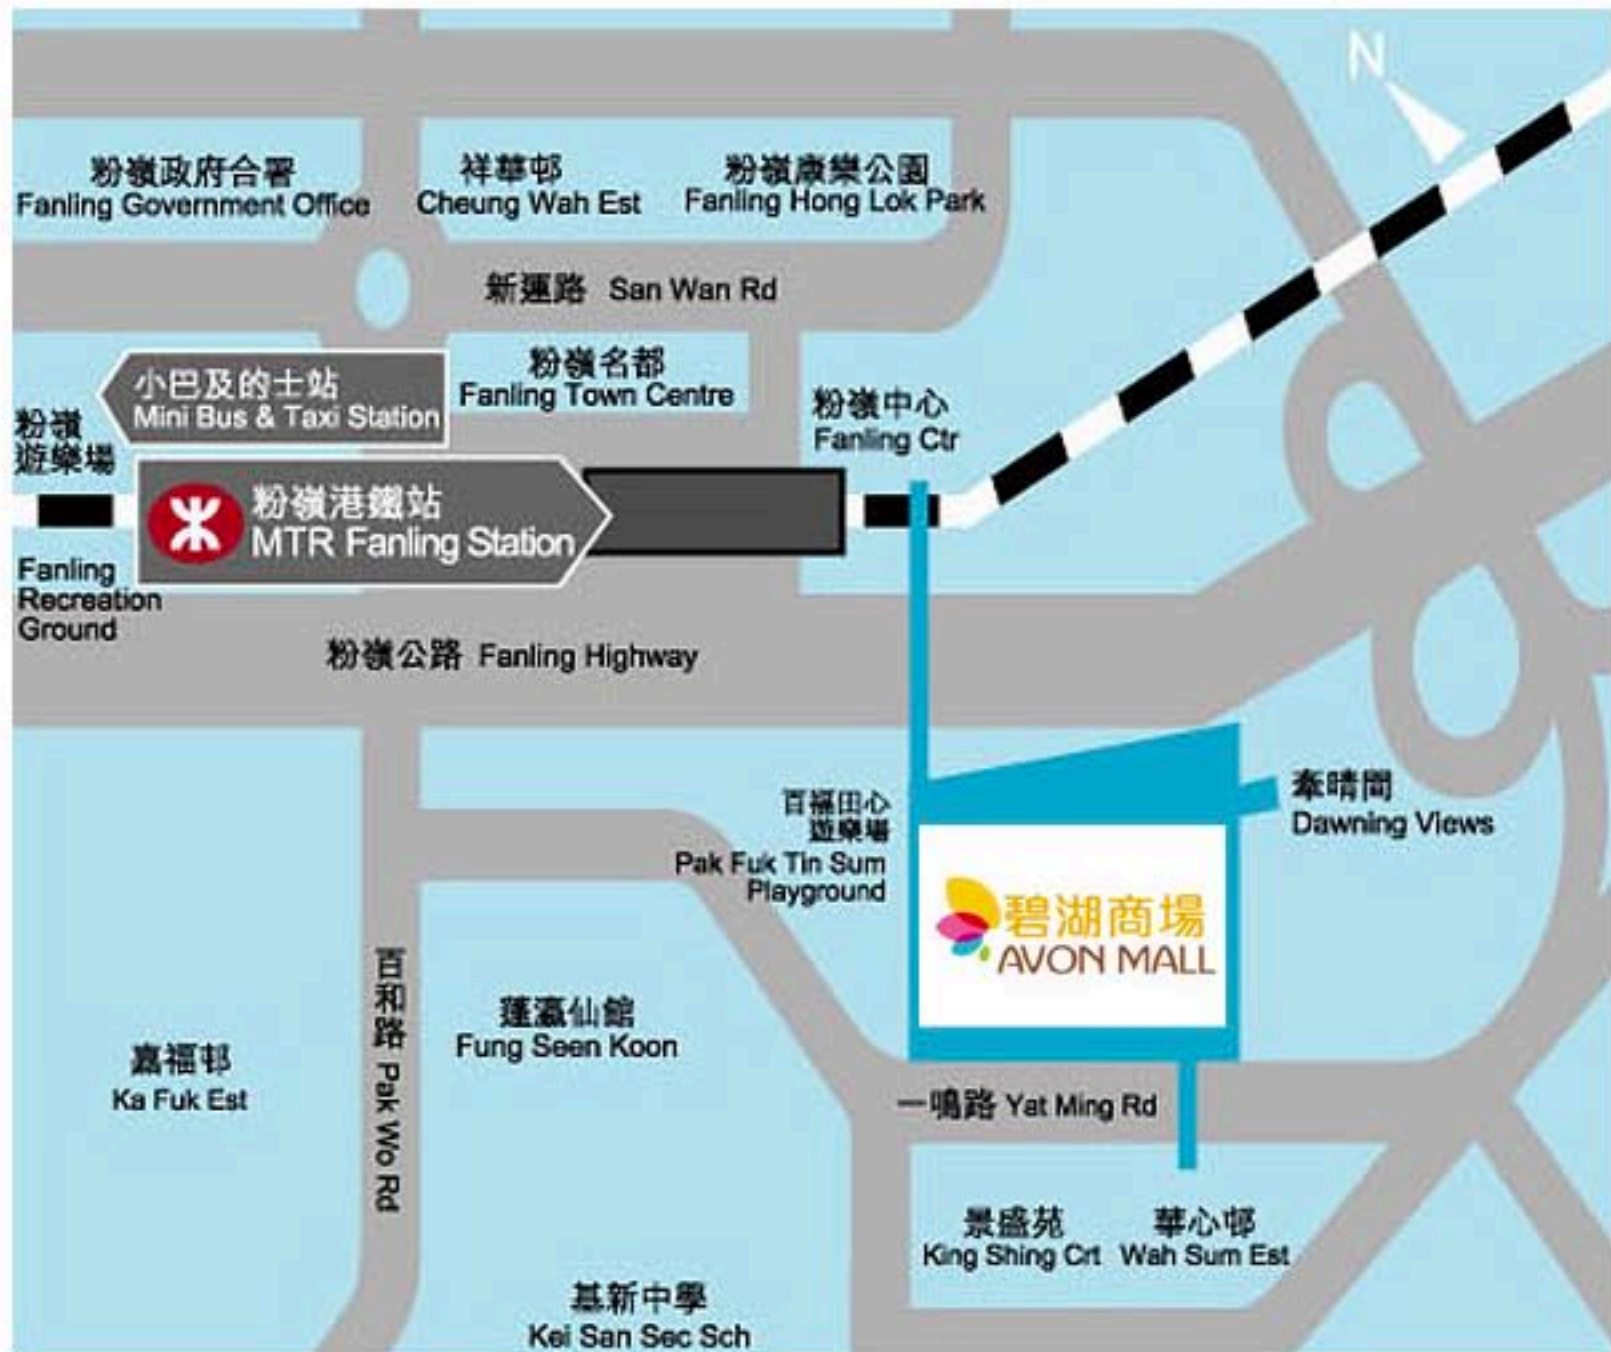 N
粉嶺政府合署
Fanling Government Office
祥華邨
Cheung Wah Est
粉嶺康樂公園
Fanling Hong Lok Park
新運路 San Wan Rd
小巴及的士站
Mini Bus & Taxi Station
粉嶺名都
Fanling Town Centre
粉嶺中心
Fanling Ctr
粉嶺
遊樂場
粉嶺港鐵站
MTR Fanling Station
Fanling
Recreation
Ground
粉嶺公路 Fanling Highway
百福田心
遊樂場
Pak Fuk Tin Sum
Playground
牽晴間
Dawning Views
碧湖商場
AVON MALL
百和路 Pak Wo Rd
蓬瀛仙館
Fung Seen Koon
嘉福邨
Ka Fuk Est
一鳴路 Yat Ming Rd
景盛苑
King Shing Crt
華心邨
Wah Sum Est
基新中學
Kei San Sec Sch